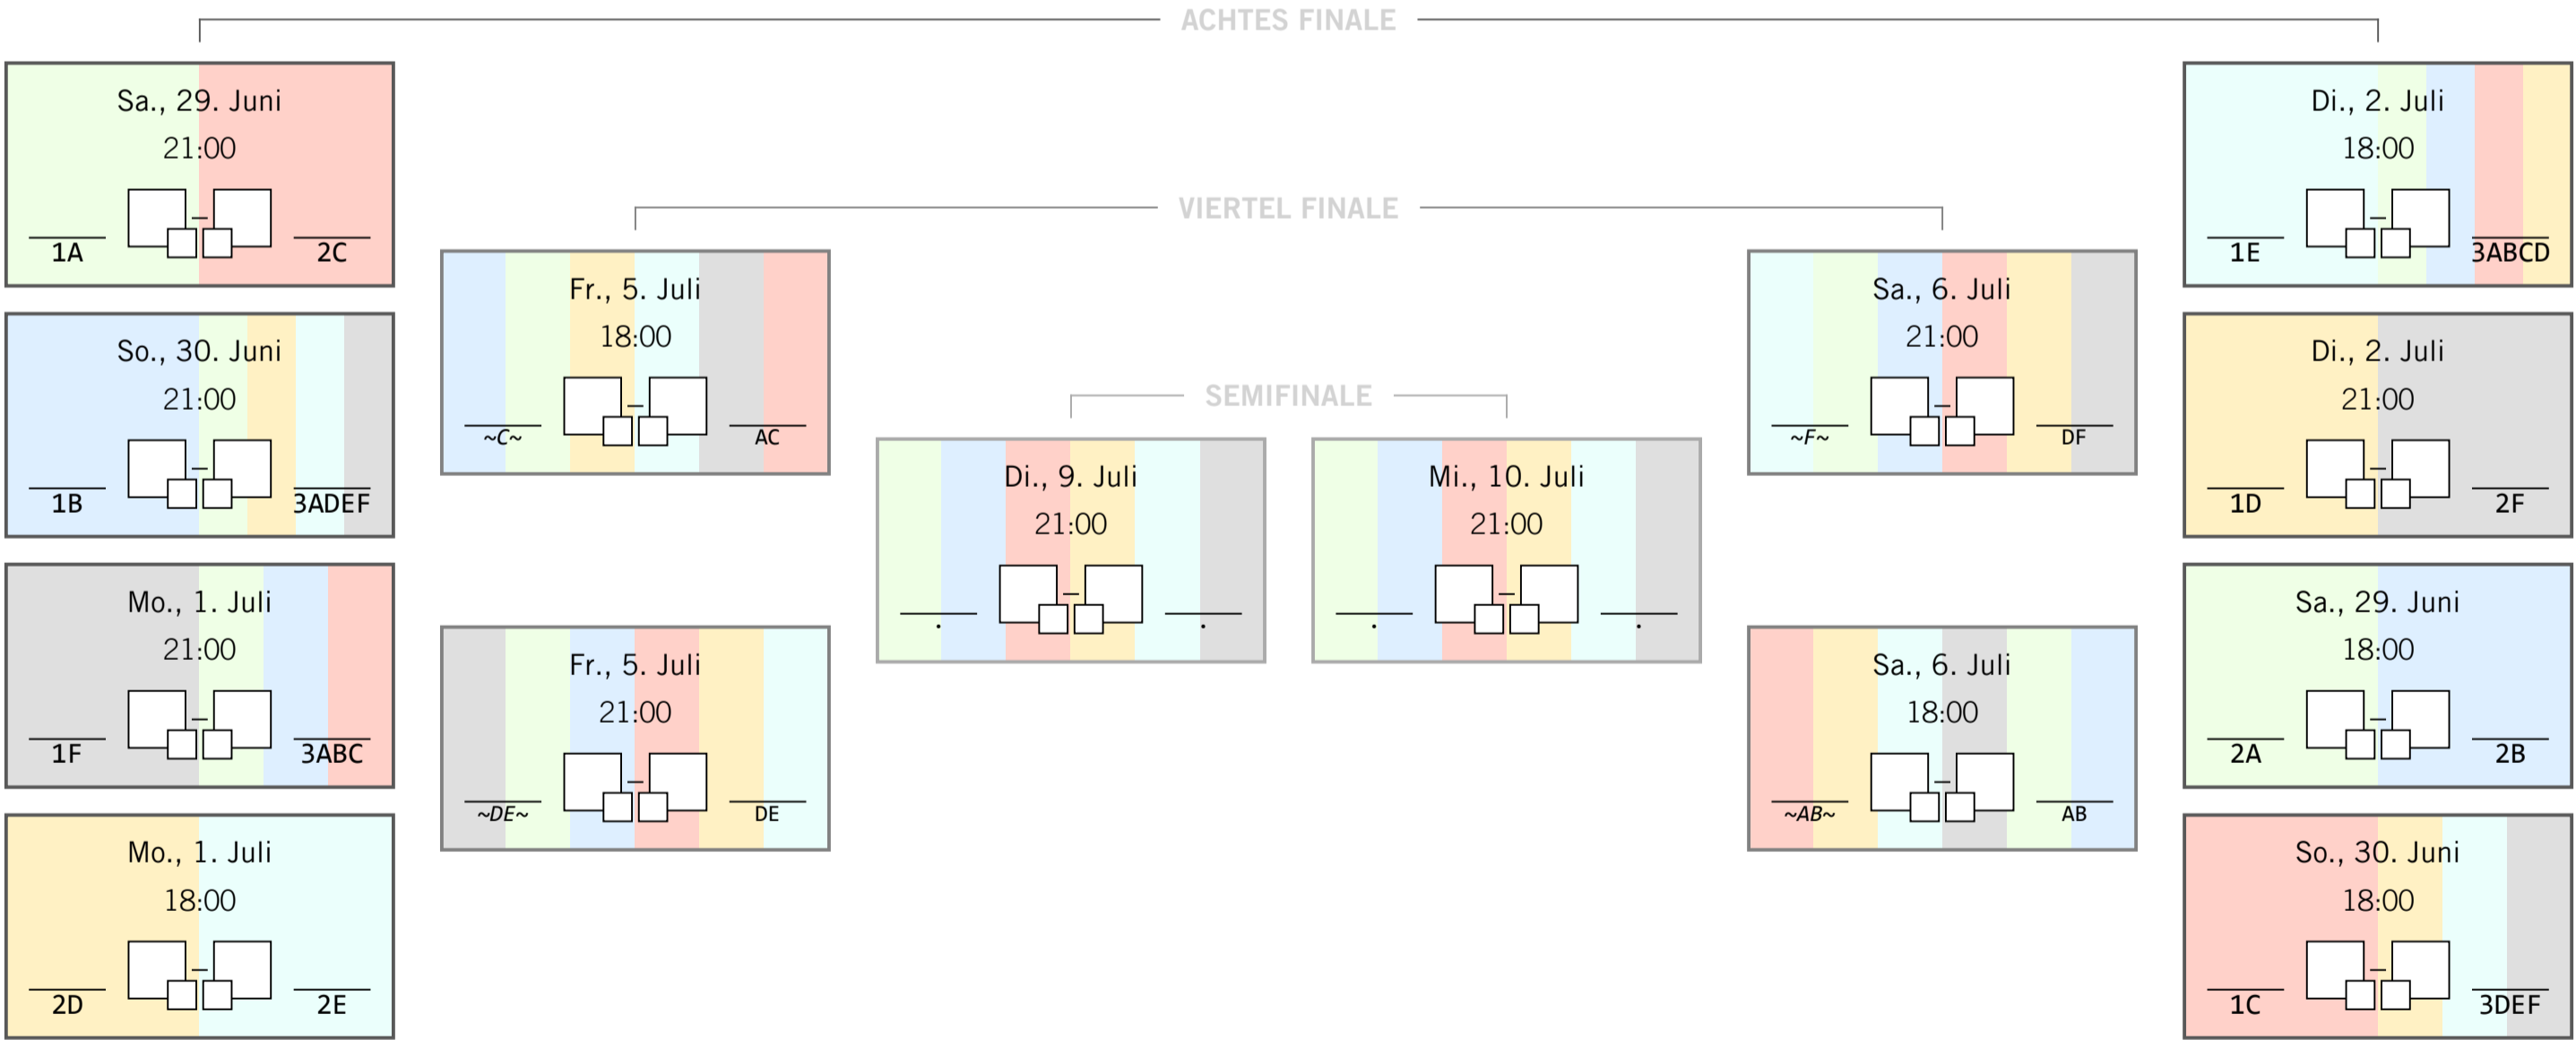 ACHTES FINALE
Sa., 29. Juni
21:00
–
1A
2C
So., 30. Juni
21:00
–
1B
3ADEF
Mo., 1. Juli
21:00
–
1F
3ABC
Mo., 1. Juli
18:00
–
2D
2E
VIERTEL FINALE
Fr., 5. Juli
18:00
–
~C~
AC
Fr., 5. Juli
21:00
–
~DE~
DE
SEMIFINALE
Di., 9. Juli
21:00
–
.
.
Mi., 10. Juli
21:00
–
.
.
Sa., 6. Juli
21:00
–
~F~
DF
Sa., 6. Juli
18:00
–
~AB~
AB
Di., 2. Juli
18:00
–
1E
3ABCD
Di., 2. Juli
21:00
–
1D
2F
Sa., 29. Juni
18:00
–
2A
2B
So., 30. Juni
18:00
–
1C
3DEF